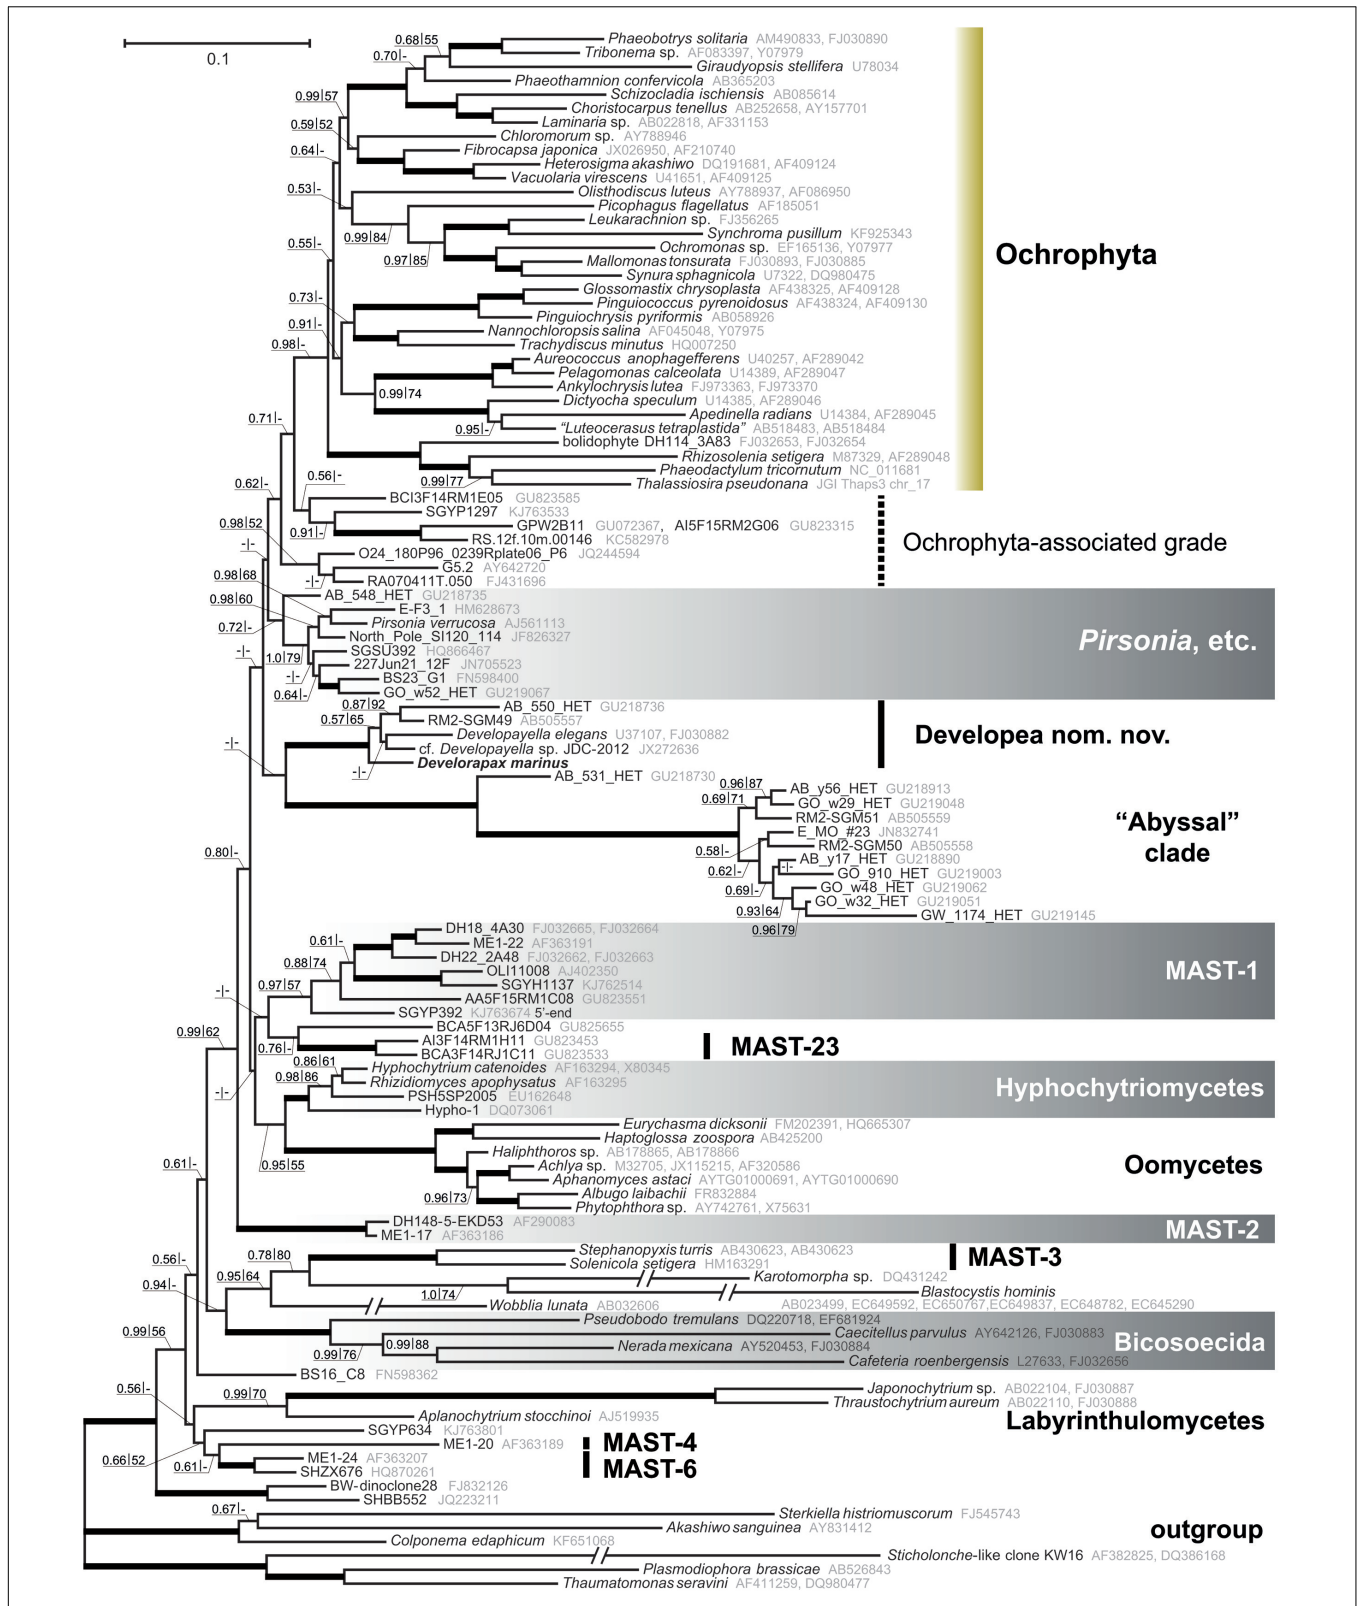 0.1
0.68|55
Phaeobotrys solitaria AM490833, FJ030890
Tribonema sp. AF083397, Y07979
0.70|-
Giraudyopsis stellifera U78034
Phaeothamnion confervicola AB365203
Schizocladia ischiensis AB085614
0.99|57
Choristocarpus tenellus AB252658, AY157701
Laminaria sp. AB022818, AF331153
0.59|52
Chloromorum sp. AY788946
Fibrocapsa japonica JX026950, AF210740
0.64|-
Heterosigma akashiwo DQ191681, AF409124
Vacuolaria virescens U41651, AF409125
0.53|-
Olisthodiscus luteus AY788937, AF086950
Picophagus flagellatus AF185051
Leukarachnion sp. FJ356265
0.99|84
Synchroma pusillum KF925343
0.55|-
Ochromonas sp. EF165136, Y07977
Ochrophyta
0.97|85
Mallomonas tonsurata FJ030893, FJ030885
Synura sphagnicola U7322, DQ980475
Glossomastix chrysoplasta AF438325, AF409128
0.73|-
Pinguiococcus pyrenoidosus AF438324, AF409130
Pinguiochrysis pyriformis AB058926
0.91|-
Nannochloropsis salina AF045048, Y07975
0.98|-
Trachydiscus minutus HQ007250
Aureococcus anophagefferens U40257, AF289042
Pelagomonas calceolata U14389, AF289047
Ankylochrysis lutea FJ973363, FJ973370
0.99|74
Dictyocha speculum U14385, AF289046
Apedinella radians U14384, AF289045
0.71|-
0.95|-
“Luteocerasus tetraplastida” AB518483, AB518484
bolidophyte DH114_3A83 FJ032653, FJ032654
Rhizosolenia setigera M87329, AF289048
Phaeodactylum tricornutum NC_011681
0.56|-
0.99|77
Thalassiosira pseudonana JGI Thaps3 chr_17
0.62|-
BCI3F14RM1E05 GU823585
SGYP1297 KJ763533
0.98|52
0.91|-
GPW2B11 GU072367, AI5F15RM2G06 GU823315
RS.12f.10m.00146 KC582978
Ochrophyta-associated grade
-|-
O24_180P96_0239Rplate06_P6 JQ244594
G5.2 AY642720
0.98|68
-|-
RA070411T.050 FJ431696
AB_548_HET GU218735
0.98|60
E-F3_1 HM628673
Pirsonia verrucosa AJ561113
0.72|-
North_Pole_SI120_114 JF826327
Pirsonia, etc.
-|-
1.0|79
SGSU392 HQ866467
227Jun21_12F JN705523
-|-
BS23_G1 FN598400
0.64|-
GO_w52_HET GU219067
0.87|92
AB_550_HET GU218736
0.57|65
RM2-SGM49 AB505557
Developayella elegans U37107, FJ030882
Developea nom. nov.
-|-
cf. Developayella sp. JDC-2012 JX272636
-|-
Develorapax marinus
AB_531_HET GU218730
0.96|87
AB_y56_HET GU218913
0.69|71
GO_w29_HET GU219048
RM2-SGM51 AB505559
“Abyssal”
clade
E_MO_#23 JN832741
0.58|-
RM2-SGM50 AB505558
0.80|-
AB_y17_HET GU218890
0.62|-
-|-
GO_910_HET GU219003
0.69|-
GO_w48_HET GU219062
GO_w32_HET GU219051
0.93|64
GW_1174_HET GU219145
0.96|79
DH18_4A30 FJ032665, FJ032664
0.61|-
ME1-22 AF363191
DH22_2A48 FJ032662, FJ032663
0.88|74
OLI11008 AJ402350
MAST-1
0.97|57
SGYH1137 KJ762514
-|-
AA5F15RM1C08 GU823551
SGYP392 KJ763674 5’-end
0.99|62
BCA5F13RJ6D04 GU825655
AI3F14RM1H11 GU823453
MAST-23
0.76|-
BCA3F14RJ1C11 GU823533
0.86|61
Hyphochytrium catenoides AF163294, X80345
0.98|86
Rhizidiomyces apophysatus AF163295
Hyphochytriomycetes
-|-
PSH5SP2005 EU162648
Hypho-1 DQ073061
Eurychasma dicksonii FM202391, HQ665307
Haptoglossa zoospora AB425200
Haliphthoros sp. AB178865, AB178866
0.61|-
0.95|55
Achlya sp. M32705, JX115215, AF320586
Oomycetes
Aphanomyces astaci AYTG01000691, AYTG01000690
0.96|73
Albugo laibachii FR832884
Phytophthora sp. AY742761, X75631
DH148-5-EKD53 AF290083
MAST-2
ME1-17 AF363186
0.78|80
Stephanopyxis turris AB430623, AB430623
MAST-3
0.56|-
Solenicola setigera HM163291
0.95|64
Karotomorpha sp. DQ431242
0.94|-
1.0|74
Blastocystis hominis
Wobblia lunata AB032606
AB023499, EC649592, EC650767,EC649837, EC648782, EC645290
Pseudobodo tremulans DQ220718, EF681924
0.99|56
Caecitellus parvulus AY642126, FJ030883
Bicosoecida
0.99|88
Nerada mexicana AY520453, FJ030884
0.99|76
Cafeteria roenbergensis L27633, FJ032656
BS16_C8 FN598362
0.56|-
0.99|70
Japonochytrium sp. AB022104, FJ030887
Thraustochytrium aureum AB022110, FJ030888
Aplanochytrium stocchinoi AJ519935
Labyrinthulomycetes
SGYP634 KJ763801
ME1-20 AF363189
MAST-4
0.66|52
0.61|-
ME1-24 AF363207
MAST-6
SHZX676 HQ870261
BW-dinoclone28 FJ832126
SHBB552 JQ223211
0.67|-
Sterkiella histriomuscorum FJ545743
Akashiwo sanguinea AY831412
outgroup
Colponema edaphicum KF651068
Sticholonche-like clone KW16 AF382825, DQ386168
Plasmodiophora brassicae AB526843
Thaumatomonas seravini AF411259, DQ980477